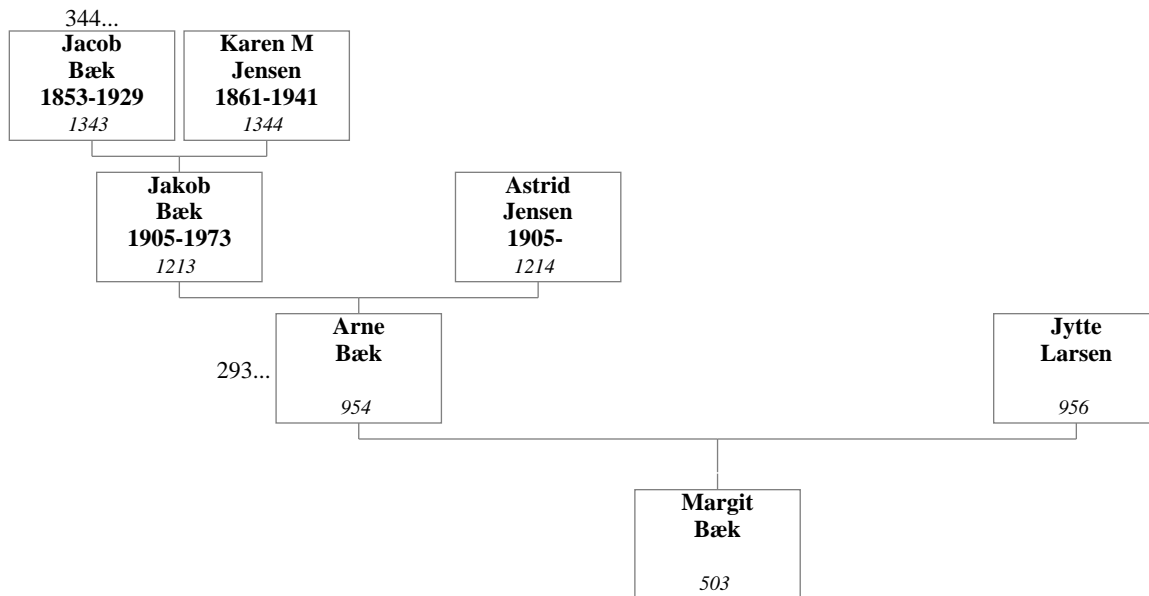 344...
Jacob
Bæk
1853-1929
1343
Karen M
Jensen
1861-1941
1344
Jakob
Bæk
1905-1973
1213
Astrid
Jensen
1905-
1214
293...
Arne
Bæk
954
Jytte
Larsen
956
Margit
Bæk
503